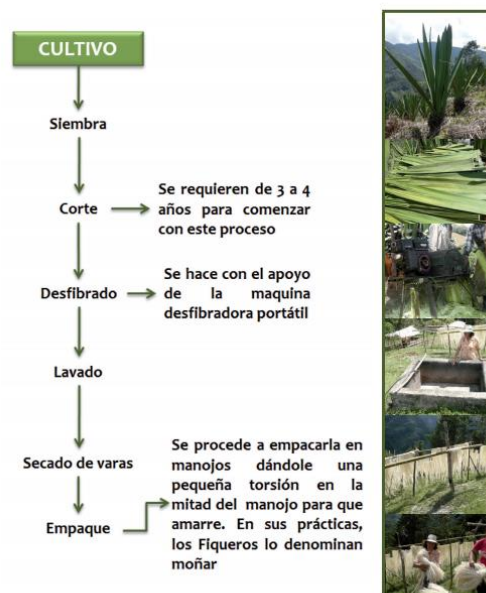 CULTIVO
Siembra
Corte
Se requieren de 3 a 4
años para comenzar
con este proceso
Desfibrado
Se hace con el apoyo
de la maquina
desfibradora portátil
Lavado
Secado de varas
Empaque
Se procede a empacarla en
manojos dándole una
pequeña torsión en la
mitad del manojo para que
amarre. En sus prácticas,
los Fiqueros lo denominan
moñar